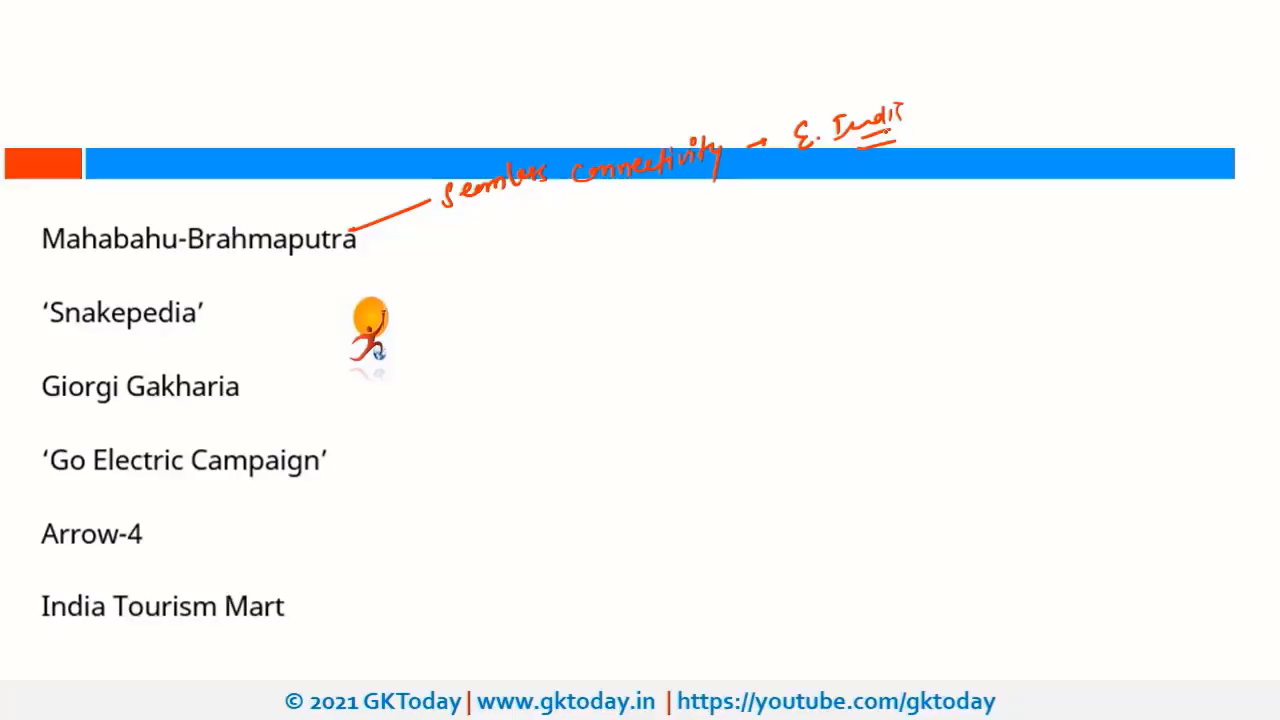 Seamless connectivity → E. India
Mahabahu-Brahmaputra
‘Snakepedia’
Giorgi Gakharia
‘Go Electric Campaign’
Arrow-4
India Tourism Mart
© 2021 GKToday | www.gktoday.in | https://youtube.com/gktoday